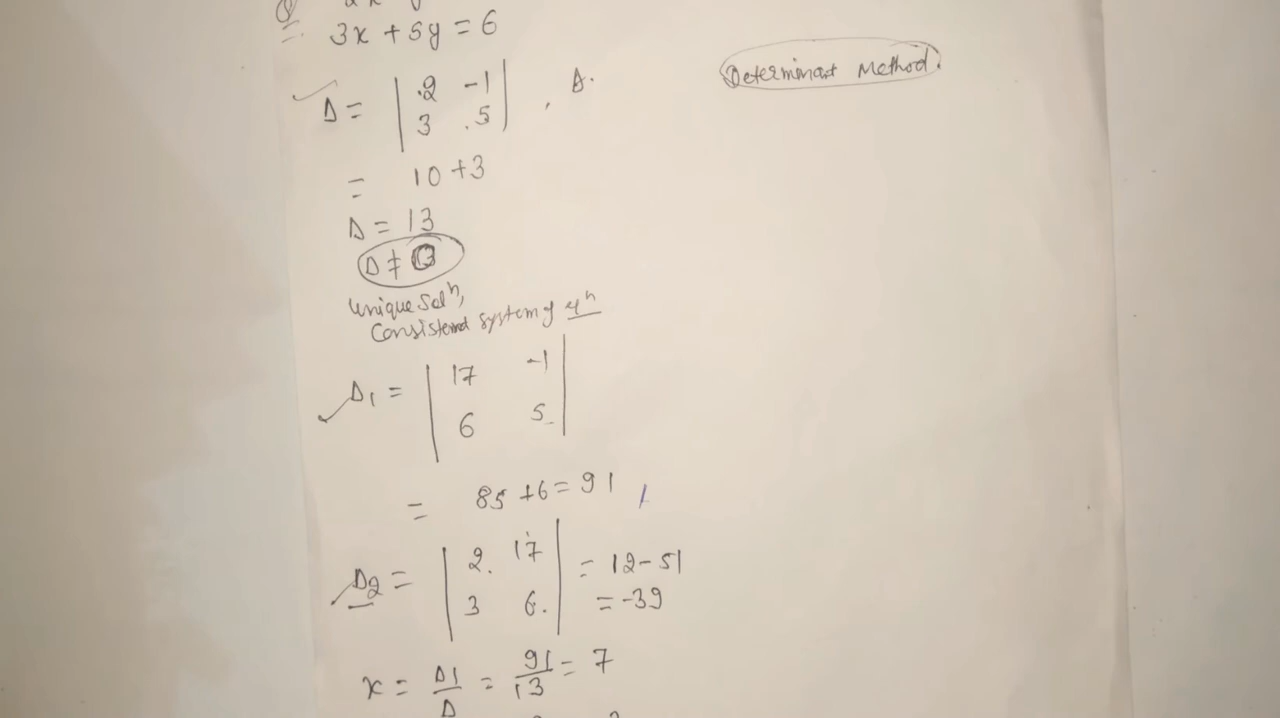 Q
3x + 5y = 6
Determinant Method.
Δ = | 2 -1 |
| 3 5 | , Δ.
= 10 +3
Δ = 13
Δ ≠ 0
Unique Solⁿ,
Consistent system of eqⁿ
Δ1 = | 17 -1 |
| 6 5 |
= 85 +6 = 91
Δ2 = | 2 17 | = 12-51
| 3 6 | = -39
x = Δ1/Δ = 91/13 = 7